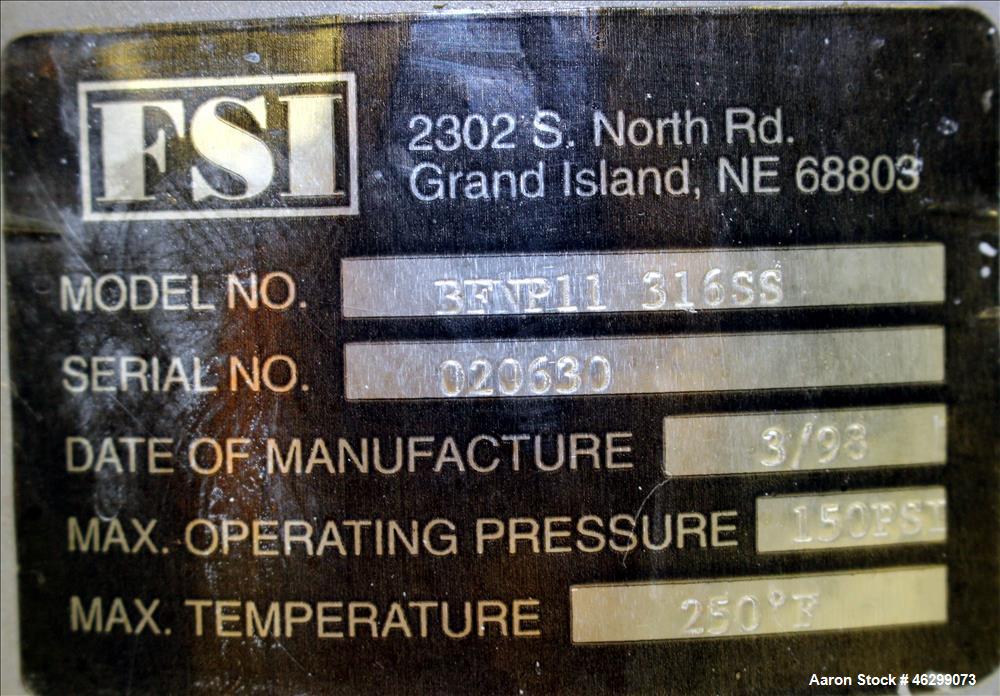 FSI
2302 S. North Rd.
Grand Island, NE 68803
MODEL NO. BFNP11 316SS
SERIAL NO. 020630
DATE OF MANUFACTURE 3/98
MAX. OPERATING PRESSURE 150PSI
MAX. TEMPERATURE 250°F
Aaron Stock # 46299073